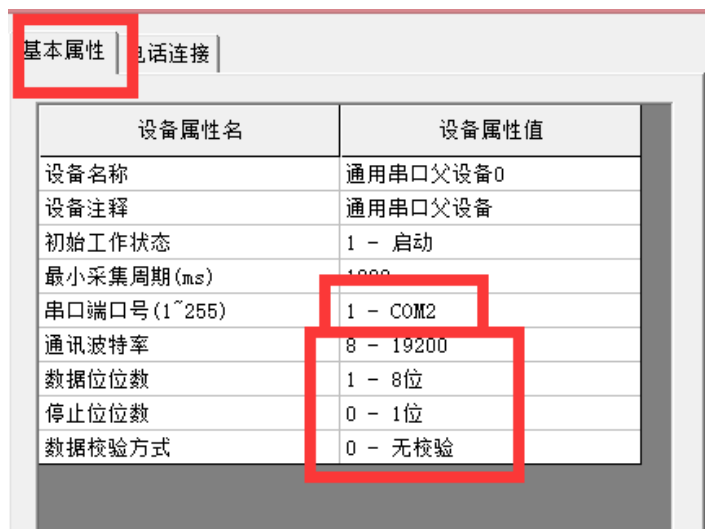 基本属性 电话连接
设备属性名 设备属性值
设备名称 通用串口父设备0
设备注释 通用串口父设备
初始工作状态 1 - 启动
最小采集周期(ms) 1000
串口端口号(1~255) 1 - COM2
通讯波特率 8 - 19200
数据位位数 1 - 8位
停止位位数 0 - 1位
数据校验方式 0 - 无校验